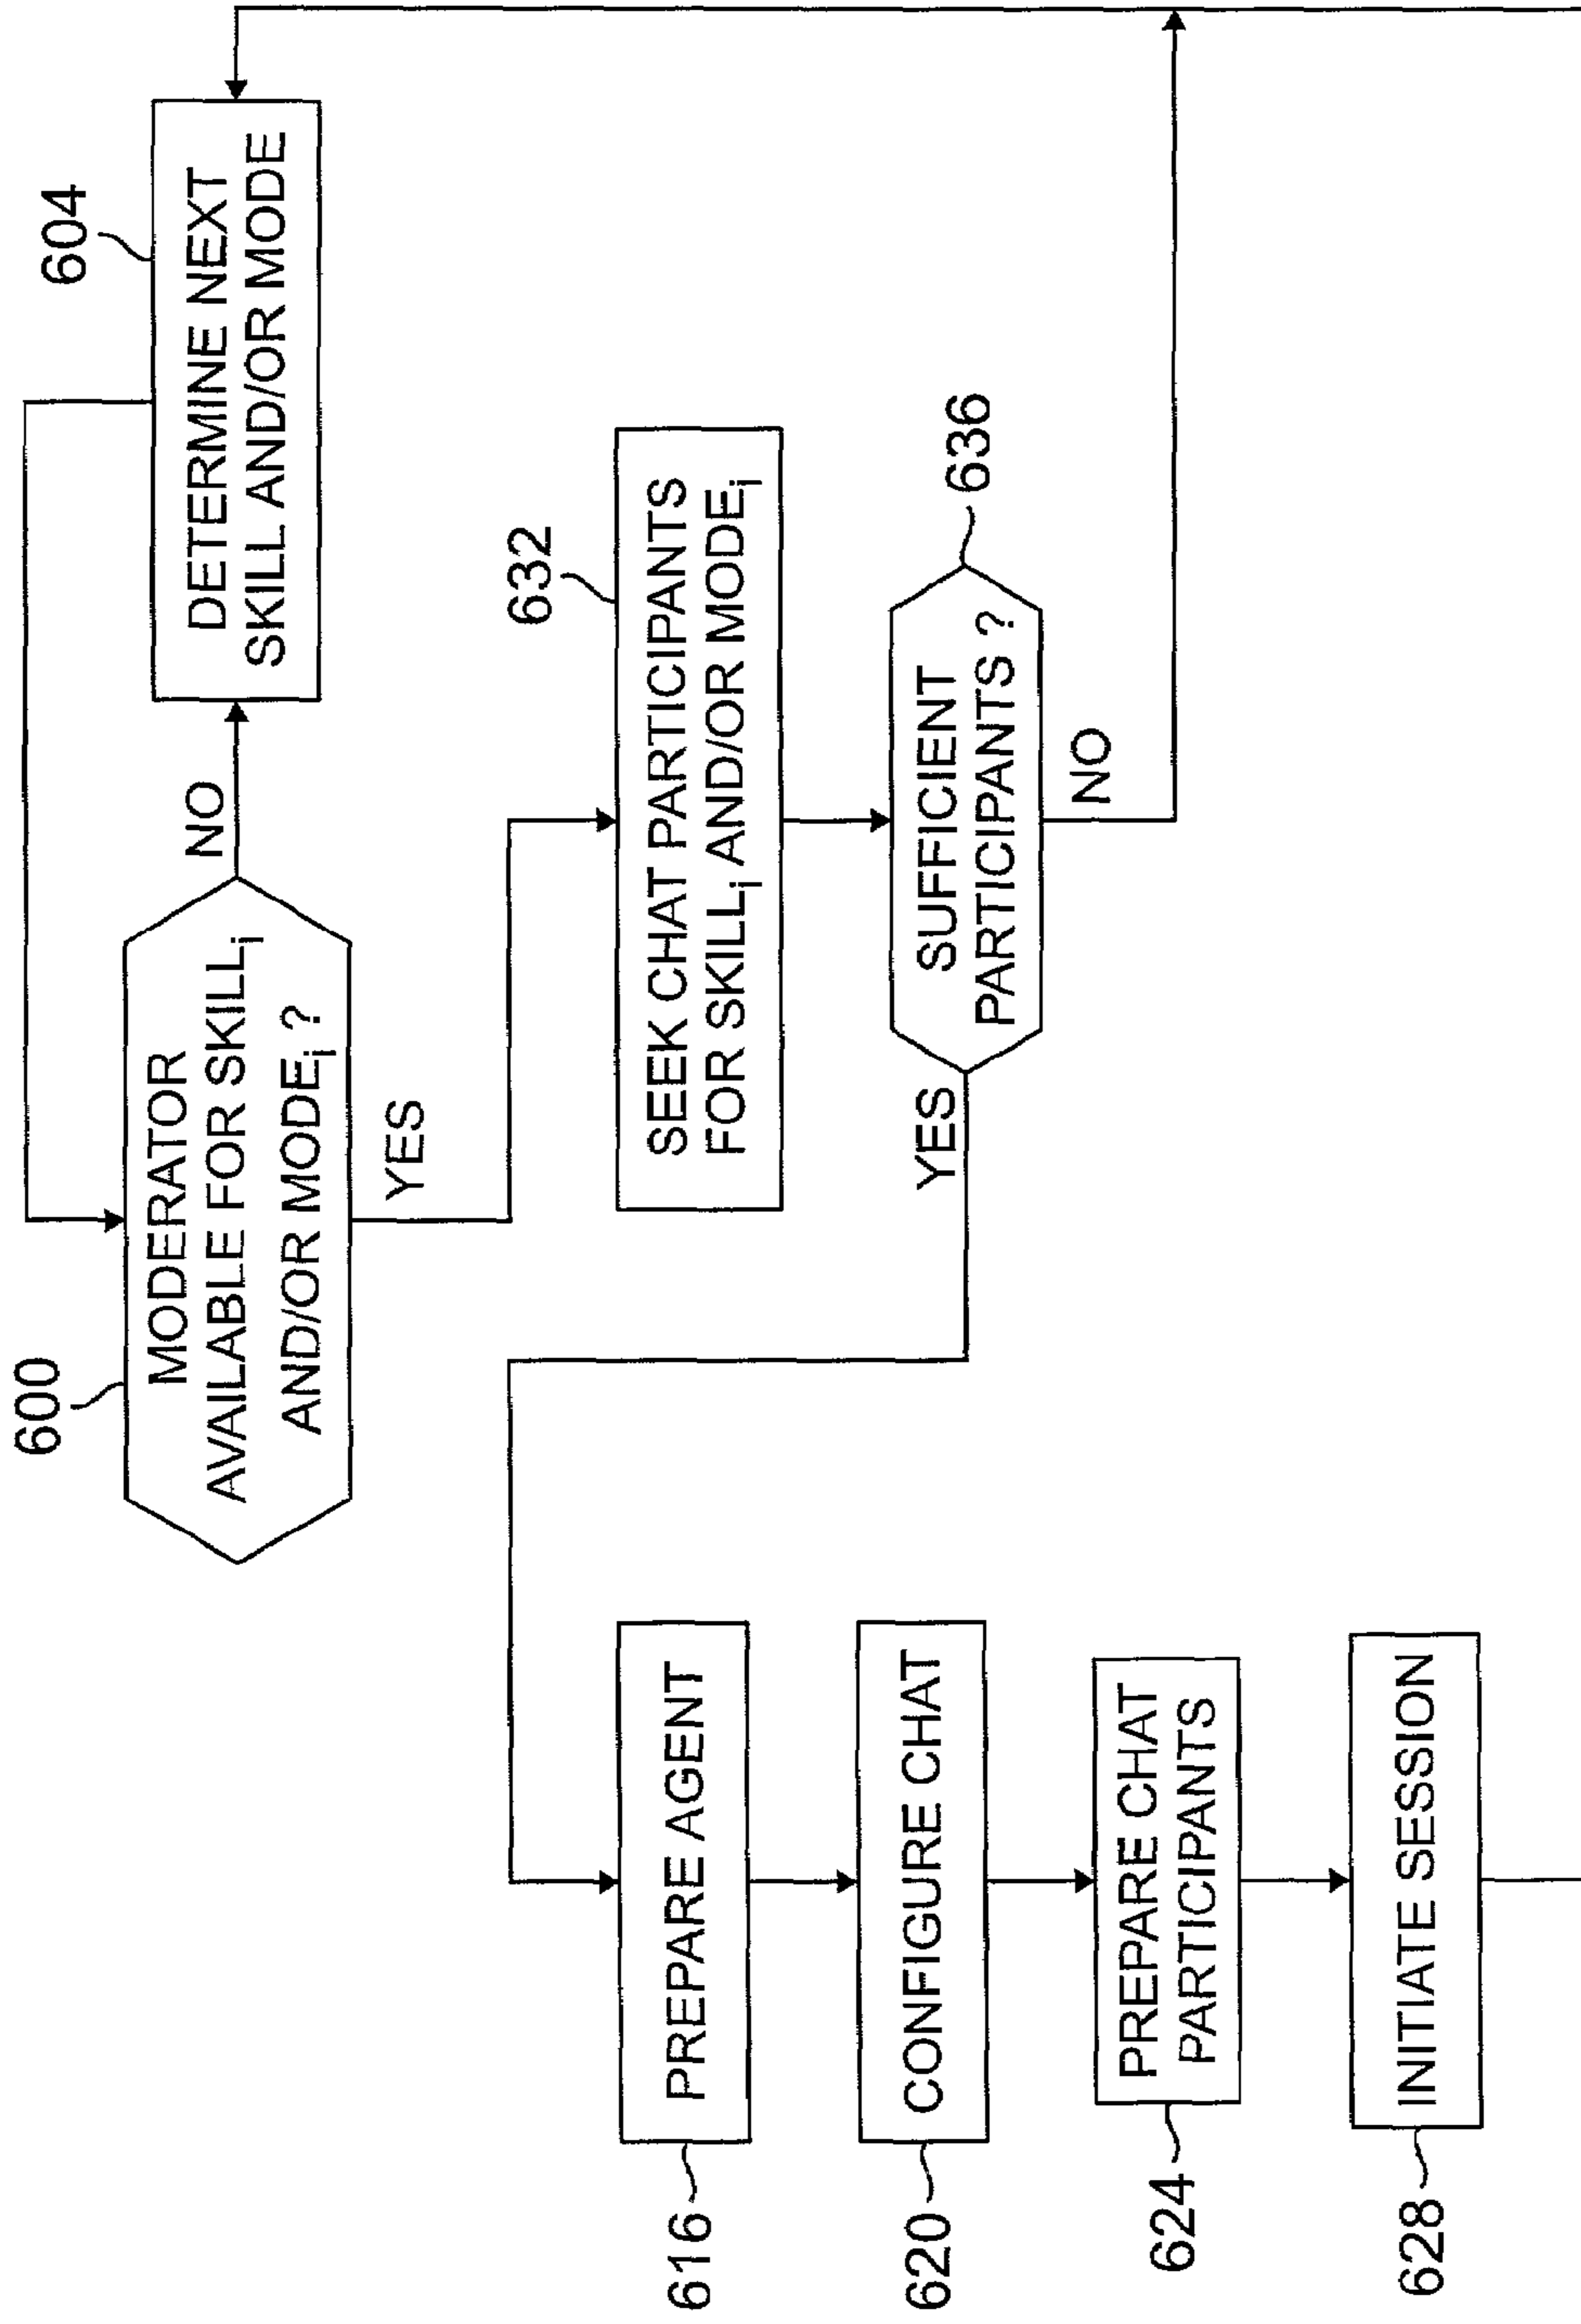 600
MODERATOR
AVAILABLE FOR SKILLi
AND/OR MODEi ?
NO
YES
604
DETERMINE NEXT
SKILL AND/OR MODE
632
SEEK CHAT PARTICIPANTS
FOR SKILLi AND/OR MODEi
636
SUFFICIENT
PARTICIPANTS ?
YES
NO
616
PREPARE AGENT
620
CONFIGURE CHAT
624
PREPARE CHAT
PARTICIPANTS
628
INITIATE SESSION